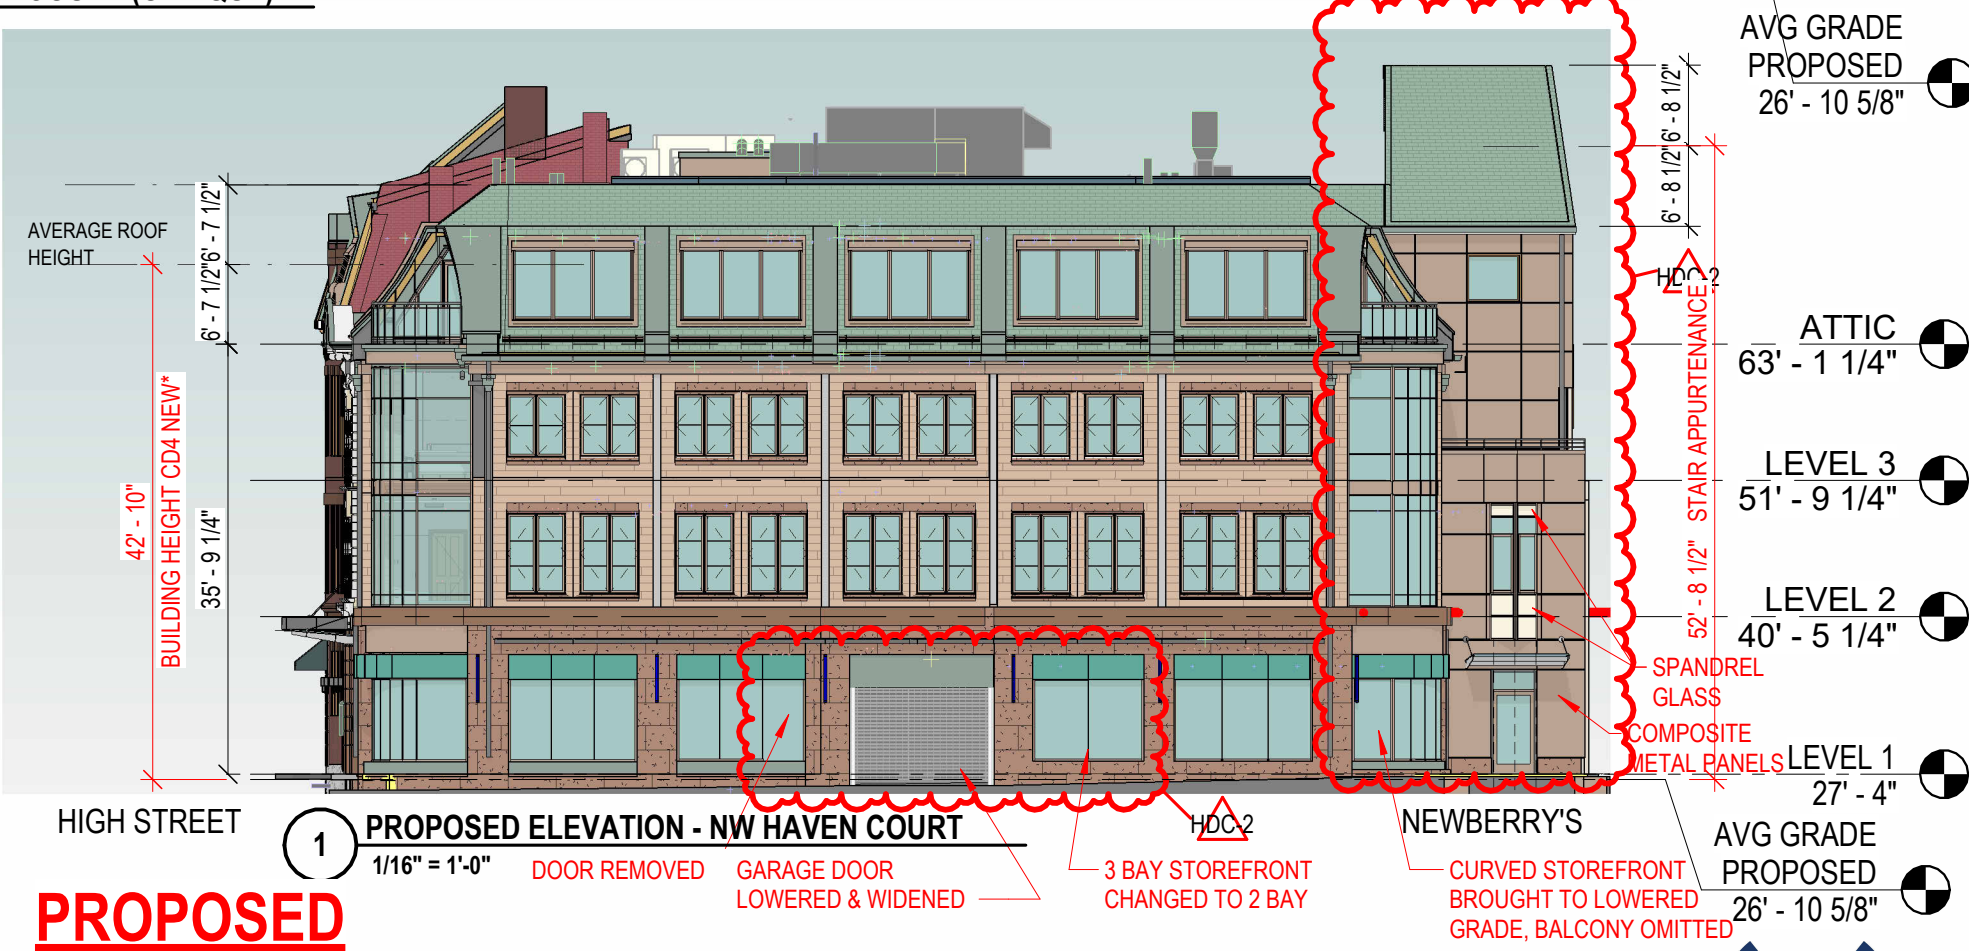 AVG GRADE
PROPOSED
26' - 10 5/8"
6' - 8 1/2"
6' - 8 1/2"
AVERAGE ROOF
HEIGHT
6' - 7 1/2"
6' - 7 1/2"
35' - 9 1/4"
42' - 10"
BUILDING HEIGHT CD4 NEW*
HDC-2
52' - 8 1/2" STAIR APPURTENANCE
ATTIC
63' - 1 1/4"
LEVEL 3
51' - 9 1/4"
LEVEL 2
40' - 5 1/4"
SPANDREL
GLASS
COMPOSITE
METAL PANELS
LEVEL 1
27' - 4"
HIGH STREET
1
PROPOSED ELEVATION - NW HAVEN COURT
1/16" = 1'-0"
HDC-2
NEWBERRY'S
AVG GRADE
PROPOSED
26' - 10 5/8"
DOOR REMOVED
GARAGE DOOR
LOWERED & WIDENED
3 BAY STOREFRONT
CHANGED TO 2 BAY
CURVED STOREFRONT
BROUGHT TO LOWERED
GRADE, BALCONY OMITTED
PROPOSED